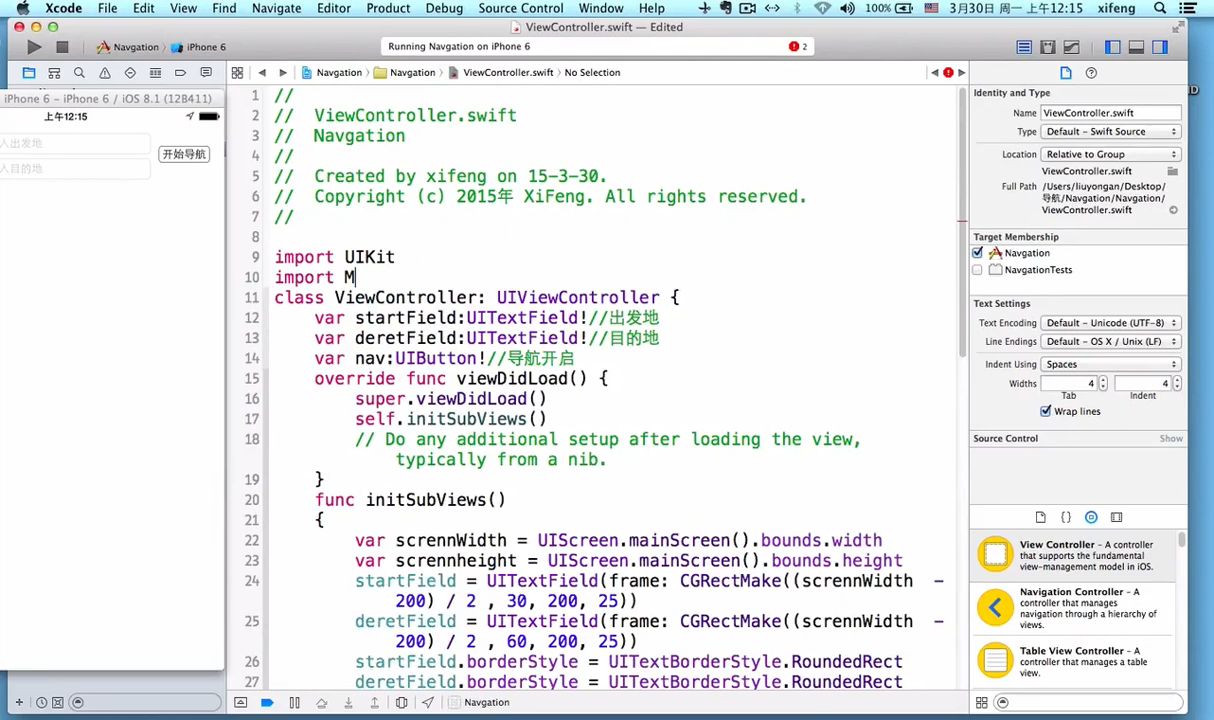 Xcode File Edit View Find Navigate Editor Product Debug Source Control Window Help 100% 3月30日 周一 上午12:15 xifeng
ViewController.swift — Edited
Navgation iPhone 6
Running Navgation on iPhone 6
2
Navgation Navgation ViewController.swift No Selection
iPhone 6 – iPhone 6 / iOS 8.1 (12B411)
上午12:15
人出发地
开始导航
人目的地
1 //
2 // ViewController.swift
3 // Navgation
4 //
5 // Created by xifeng on 15-3-30.
6 // Copyright (c) 2015年 XiFeng. All rights reserved.
7 //
8
9 import UIKit
10 import M
11 class ViewController: UIViewController {
12 var startField:UITextField!//出发地
13 var deretField:UITextField!//目的地
14 var nav:UIButton!//导航开启
15 override func viewDidLoad() {
16 super.viewDidLoad()
17 self.initSubViews()
18 // Do any additional setup after loading the view,
typically from a nib.
19 }
20 func initSubViews()
21 {
22 var scrennWidth = UIScreen.mainScreen().bounds.width
23 var scrennheight = UIScreen.mainScreen().bounds.height
24 startField = UITextField(frame: CGRectMake((scrennWidth -
200) / 2 , 30, 200, 25))
25 deretField = UITextField(frame: CGRectMake((scrennWidth -
200) / 2 , 60, 200, 25))
26 startField.borderStyle = UITextBorderStyle.RoundedRect
27 deretField.borderStyle = UITextBorderStyle.RoundedRect
Navgation
Identity and Type
Name ViewController.swift
Type Default – Swift Source
Location Relative to Group
ViewController.swift
Full Path /Users/liuyongan/Desktop/
导航/Navgation/Navgation/
ViewController.swift
Target Membership
Navgation
NavgationTests
Text Settings
Text Encoding Default – Unicode (UTF-8)
Line Endings Default – OS X / Unix (LF)
Indent Using Spaces
Widths 4 4
Tab Indent
Wrap lines
Source Control Show
View Controller – A controller
that supports the fundamental
view-management model in iOS.
Navigation Controller – A
controller that manages
navigation through a hierarchy of
views.
Table View Controller – A
controller that manages a table
view.